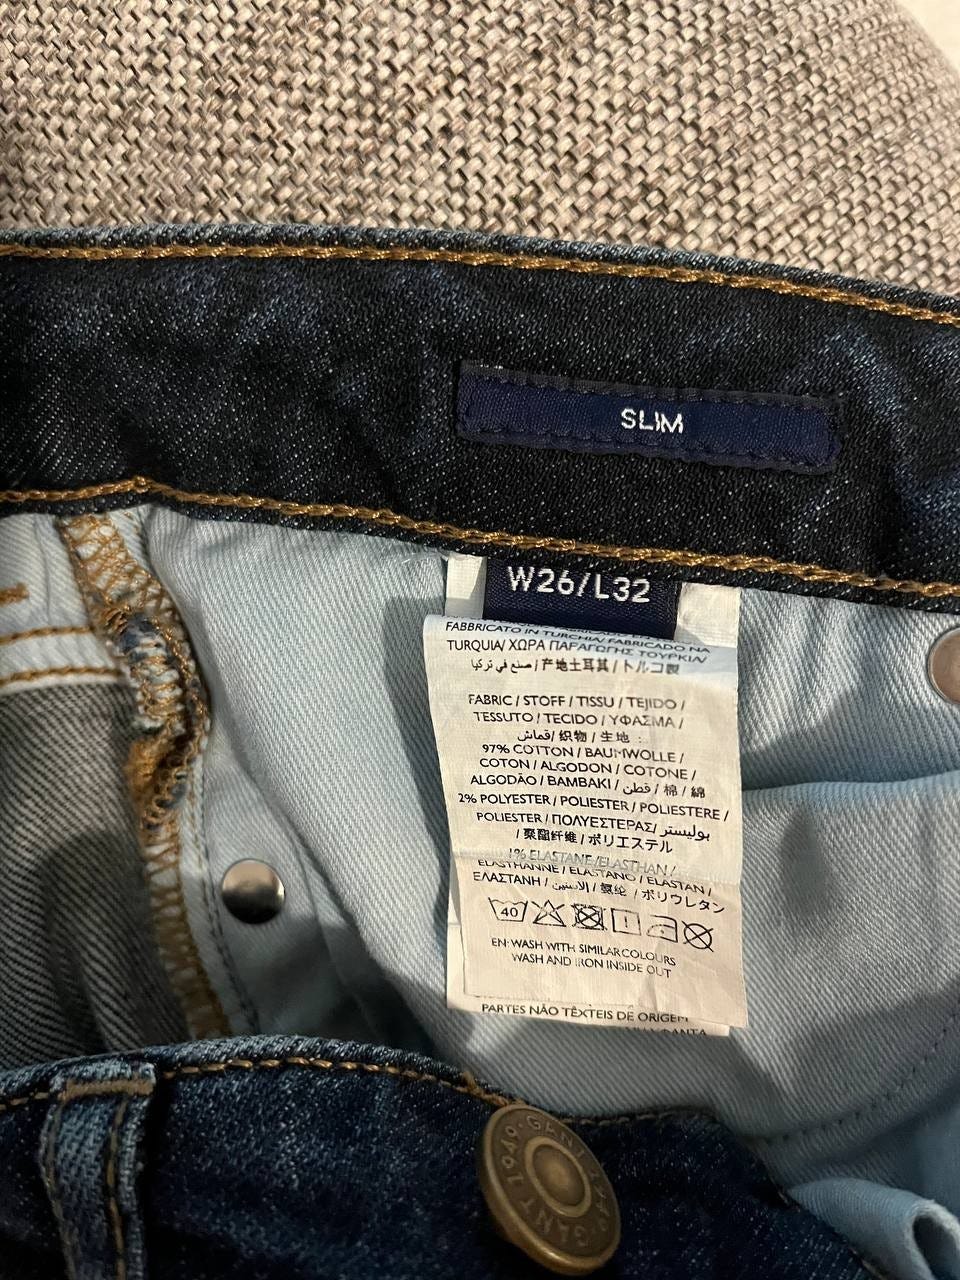 SLIM
W26/L32
FABBRICATO IN TURCHIA/ FABRICADO NA
TURQUIA/ ΧΩΡΑ ΠΑΡΑΓΩΓΗΣ ΤΟΥΡΚΙΑ/
صنع في تركيا / 产地土耳其 / トルコ製
FABRIC / STOFF / TISSU / TEJIDO /
TESSUTO / TECIDO / ΥΦΑΣΜΑ /
قماش/ 织物 / 生地 :
97% COTTON / BAUMWOLLE /
COTON / ALGODON / COTONE /
ALGODÃO / BAMBAKI / قطن / 棉 / 綿
2% POLYESTER / POLIESTER / POLIESTERE /
POLIESTER / ΠΟΛΥΕΣΤΕΡΑΣ/ بوليستر
/ 聚酯纤维 / ポリエステル
1% ELASTANE /ELASTHAN /
ELASTHANNE / ELASTANO / ELASTAN /
ΕΛΑΣΤΑΝΗ / الاستين / 氨纶 / ポリウレタン
40
EN: WASH WITH SIMILAR COLOURS
WASH AND IRON INSIDE OUT
PARTES NÃO TÊXTEIS DE ORIGEM
GANT 1949 · GANT